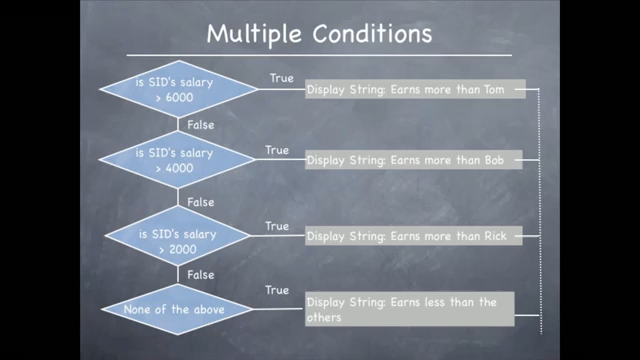 Multiple Conditions
is SID's salary
> 6000
True
Display String: Earns more than Tom
False
is SID's salary
> 4000
True
Display String: Earns more than Bob
False
is SID's salary
> 2000
True
Display String: Earns more than Rick
False
None of the above
True
Display String: Earns less than the
others